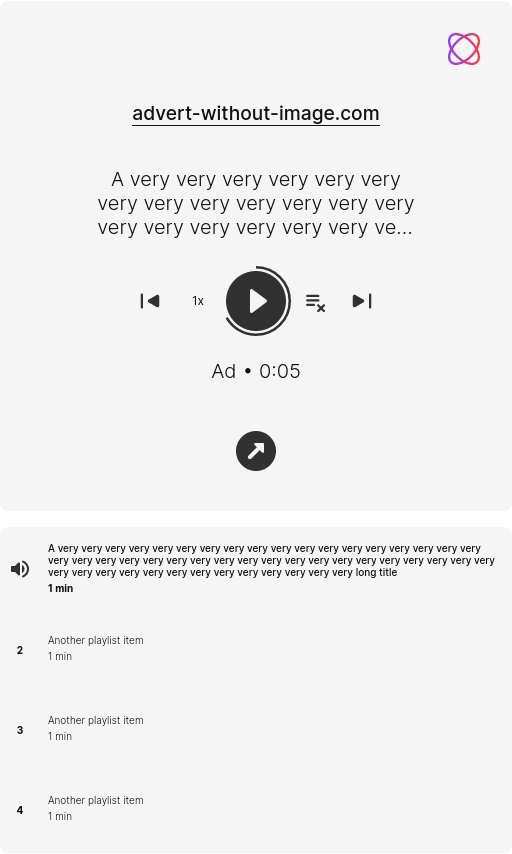 advert-without-image.com
A very very very very very very
very very very very very very very
very very very very very very ve...
1x
Ad • 0:05
A very very very very very very very very very very very very very very very very very very
very very very very very very very very very very very very very very very very very very very
very very very very very very very very very very very very very long title
1 min
2
Another playlist item
1 min
3
Another playlist item
1 min
4
Another playlist item
1 min